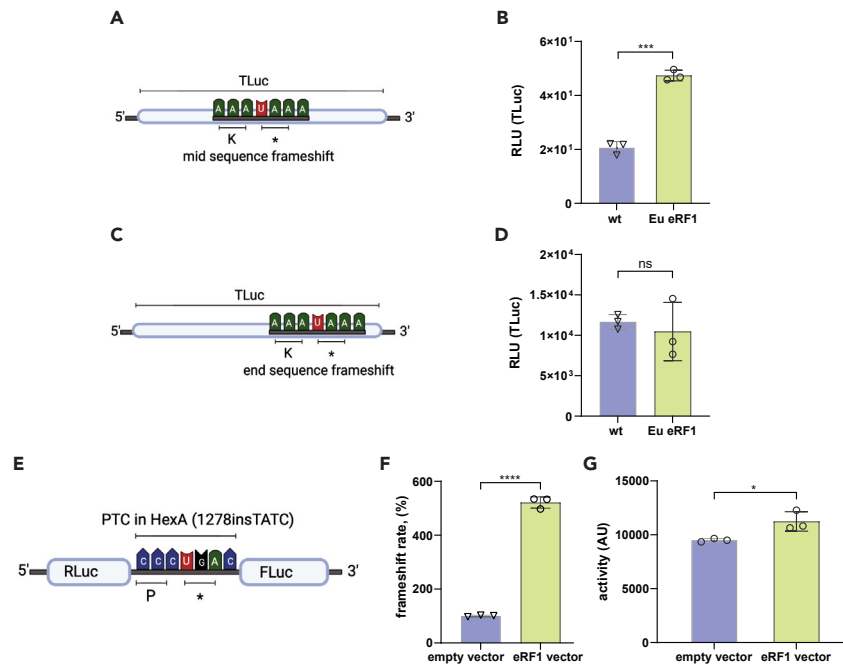 A
TLuc
5' A A A U A A A 3'
K *
mid sequence frameshift
B
6×10¹
4×10¹
2×10¹
0
RLU (TLuc)
***
wt Eu eRF1
C
TLuc
5' A A A U A A A 3'
K *
end sequence frameshift
D
2×10⁴
1.5×10⁴
1×10⁴
5×10³
0
RLU (TLuc)
ns
wt Eu eRF1
E
PTC in HexA (1278insTATC)
5' RLuc C C C U G A C FLuc 3'
P *
F
600
400
200
0
frameshift rate, (%)
****
empty vector eRF1 vector
G
15000
10000
5000
0
activity (AU)
*
empty vector eRF1 vector